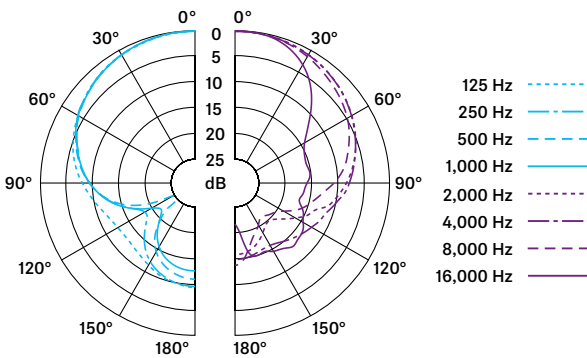 0° 0 0°
30° 5 30°
10
60° 15 60°
20
25
90° dB 90°
120° 120°
150° 150°
180° 180°
125 Hz
250 Hz
500 Hz
1,000 Hz
2,000 Hz
4,000 Hz
8,000 Hz
16,000 Hz